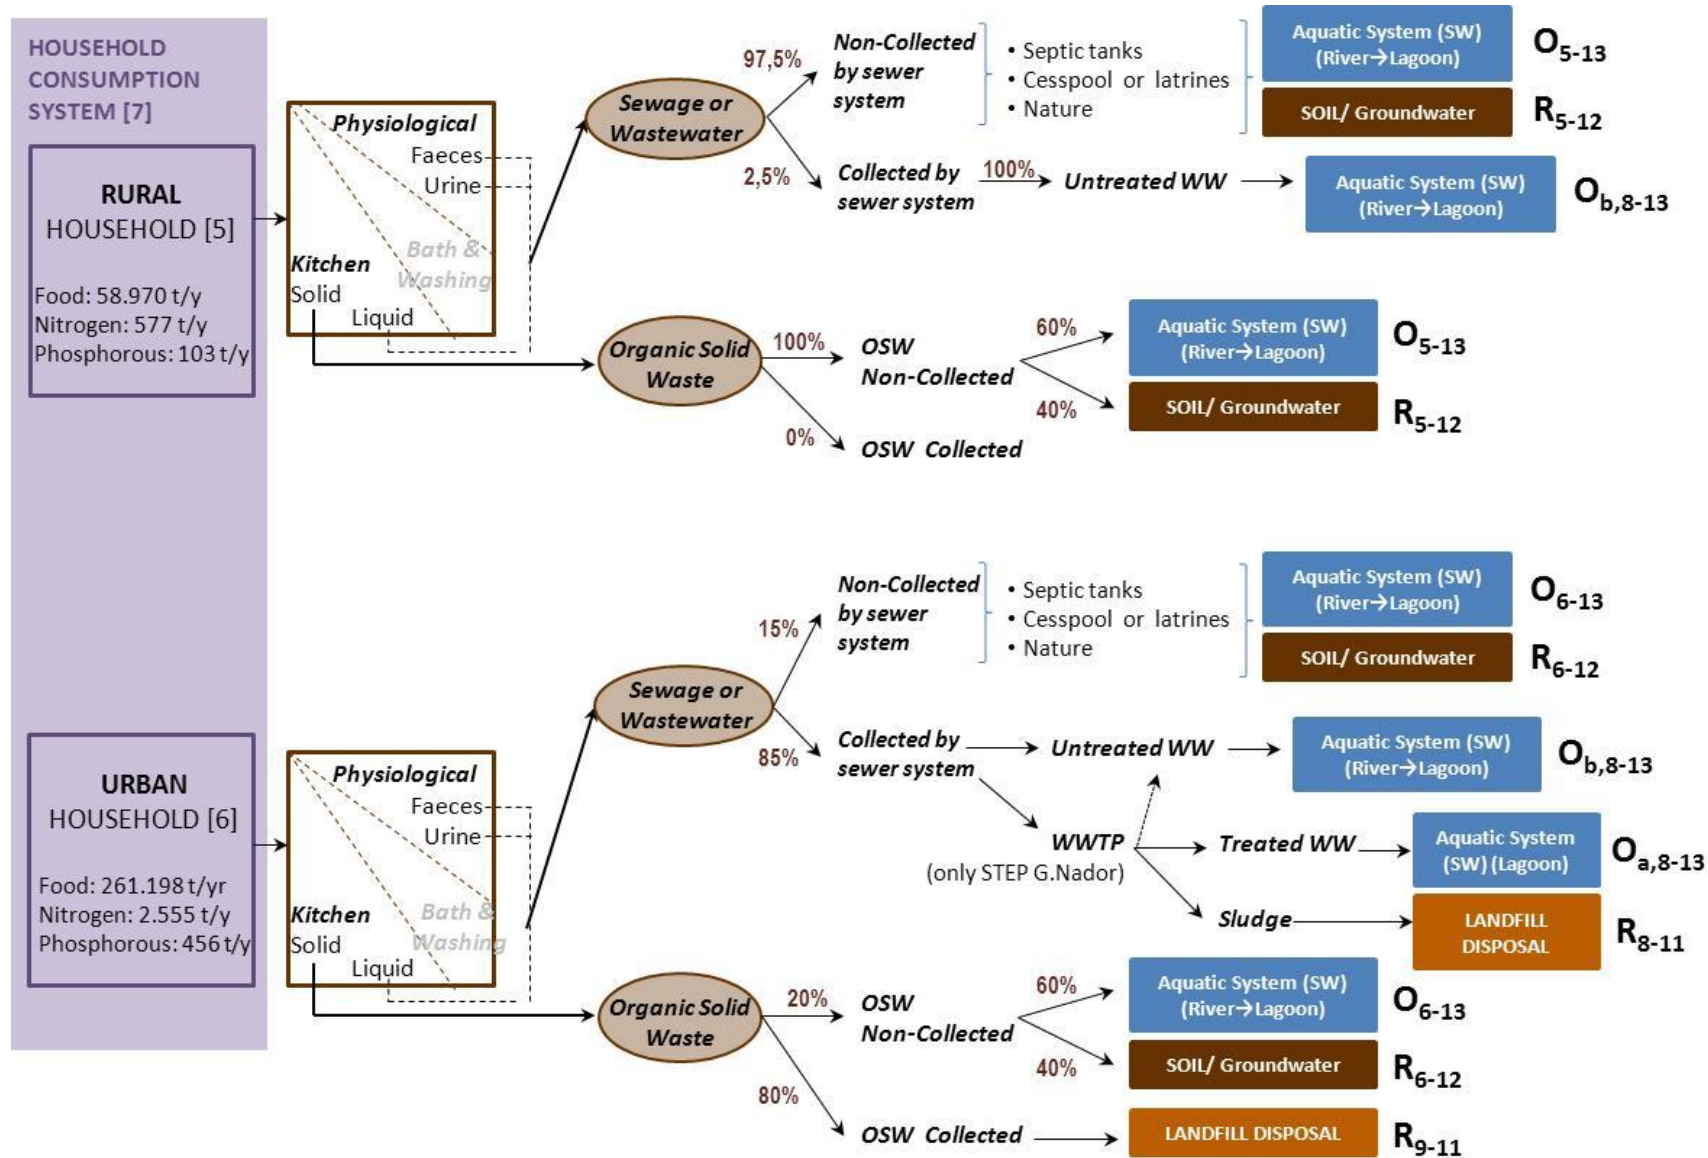 HOUSEHOLD
CONSUMPTION
SYSTEM [7]
RURAL
HOUSEHOLD [5]
Food: 58.970 t/y
Nitrogen: 577 t/y
Phosphorous: 103 t/y
Physiological
Faeces
Urine
Bath &
Washing
Kitchen
Solid
Liquid
Sewage or
Wastewater
97,5%
Non-Collected
by sewer
system
• Septic tanks
• Cesspool or latrines
• Nature
Aquatic System (SW)
(River→Lagoon)
O5-13
SOIL/ Groundwater
R5-12
2,5%
Collected by
sewer system
100%
Untreated WW
Aquatic System (SW)
(River→Lagoon)
Ob,8-13
Organic Solid
Waste
100%
OSW
Non-Collected
60%
Aquatic System (SW)
(River→Lagoon)
O5-13
40%
SOIL/ Groundwater
R5-12
0%
OSW Collected
URBAN
HOUSEHOLD [6]
Food: 261.198 t/yr
Nitrogen: 2.555 t/y
Phosphorous: 456 t/y
Physiological
Faeces
Urine
Bath &
Washing
Kitchen
Solid
Liquid
Sewage or
Wastewater
15%
Non-Collected
by sewer
system
• Septic tanks
• Cesspool or latrines
• Nature
Aquatic System (SW)
(River→Lagoon)
O6-13
SOIL/ Groundwater
R6-12
85%
Collected by
sewer system
Untreated WW
Aquatic System (SW)
(River→Lagoon)
Ob,8-13
WWTP
(only STEP G.Nador)
Treated WW
Aquatic System
(SW) (Lagoon)
Oa,8-13
Sludge
LANDFILL
DISPOSAL
R8-11
Organic Solid
Waste
20%
OSW
Non-Collected
60%
Aquatic System (SW)
(River→Lagoon)
O6-13
40%
SOIL/ Groundwater
R6-12
80%
OSW Collected
LANDFILL DISPOSAL
R9-11